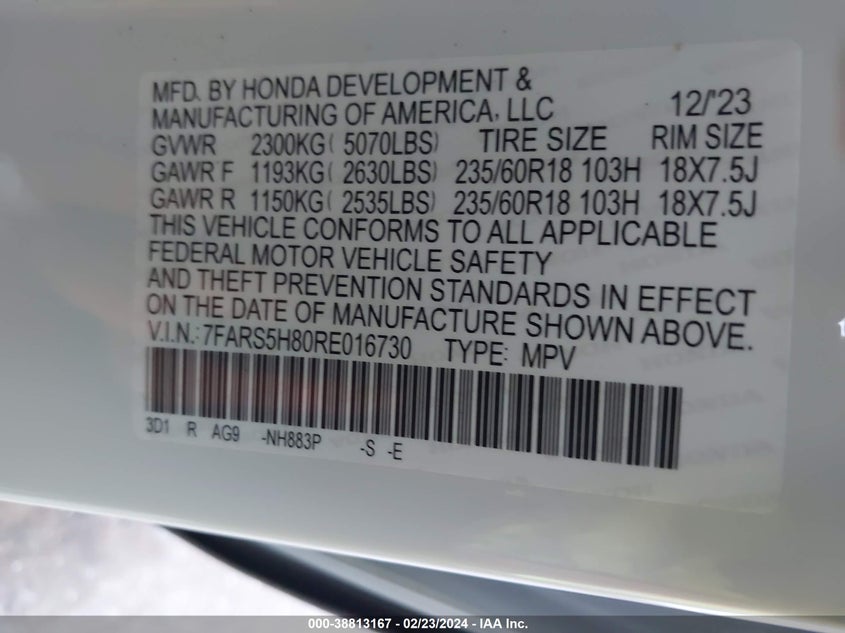 MFD. BY HONDA DEVELOPMENT &
MANUFACTURING OF AMERICA, LLC 12/'23
GVWR 2300KG( 5070LBS) TIRE SIZE RIM SIZE
GAWR F 1193KG( 2630LBS) 235/60R18 103H 18X7.5J
GAWR R 1150KG( 2535LBS) 235/60R18 103H 18X7.5J
THIS VEHICLE CONFORMS TO ALL APPLICABLE
FEDERAL MOTOR VEHICLE SAFETY
AND THEFT PREVENTION STANDARDS IN EFFECT
ON THE DATE OF MANUFACTURE SHOWN ABOVE.
V.I.N.: 7FARS5H80RE016730 TYPE: MPV
3D1 R AG9 -NH883P -S -E
000-38813167 - 02/23/2024 - IAA Inc.